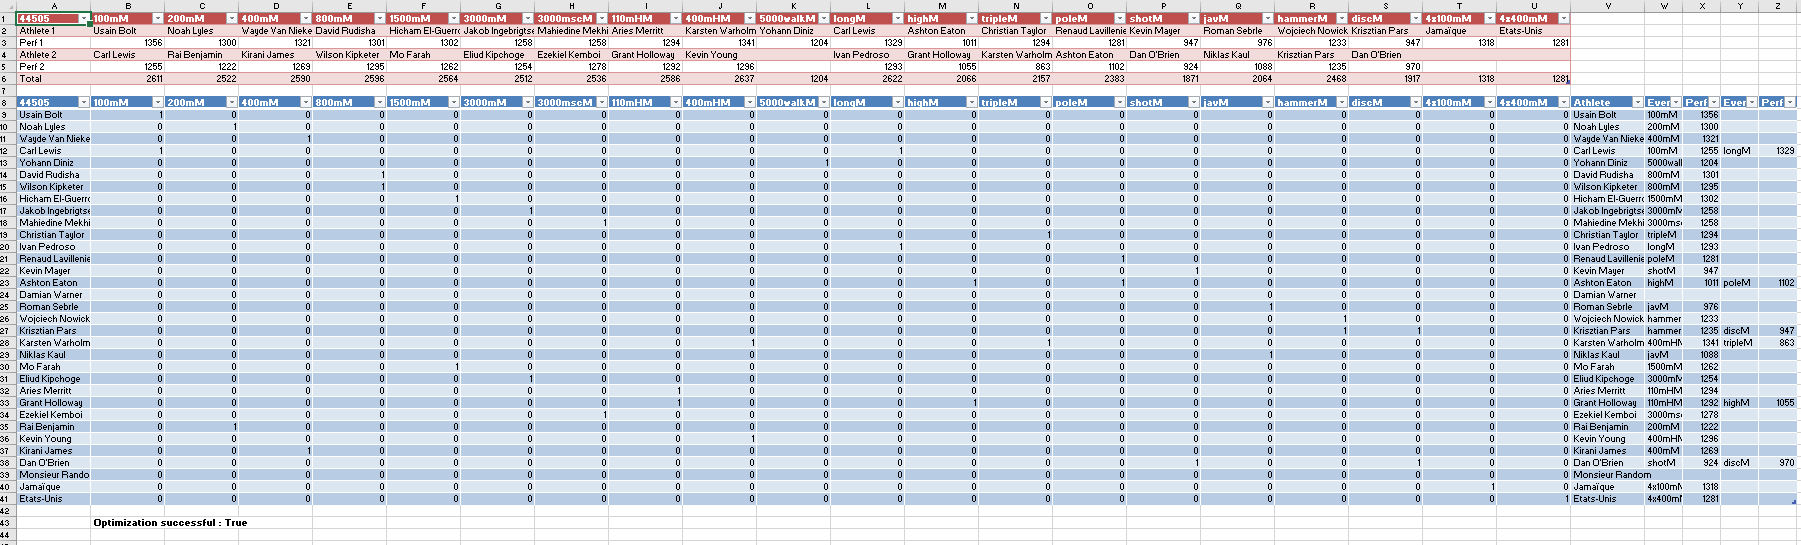 A B C D E F G H I J K L M N O P Q R S T U V W X Y Z
1 44505 100mM 200mM 400mM 800mM 1500mM 3000mM 3000mscM 110mHM 400mHM 5000walkM longM highM tripleM poleM shotM javM hammerM discM 4x100mM 4x400mM
2 Athlete 1 Usain Bolt Noah Lyles Wayde Van Nieke David Rudisha Hicham El-Guerro Jakob Ingebrigtse Mahiedine Mekhi Aries Merritt Karsten Warholm Yohann Diniz Carl Lewis Ashton Eaton Christian Taylor Renaud Lavillenie Kevin Mayer Roman Sebrle Wojciech Nowick Krisztian Pars Jamaïque Etats-Unis
3 Perf 1 1356 1300 1321 1301 1302 1258 1258 1294 1341 1204 1329 1011 1294 1281 947 976 1233 947 1318 1281
4 Athlete 2 Carl Lewis Rai Benjamin Kirani James Wilson Kipketer Mo Farah Eliud Kipchoge Ezekiel Kemboi Grant Holloway Kevin Young Ivan Pedroso Grant Holloway Karsten Warholm Ashton Eaton Dan O'Brien Niklas Kaul Krisztian Pars Dan O'Brien
5 Perf 2 1255 1222 1269 1295 1262 1254 1278 1292 1296 1293 1055 863 1102 924 1088 1235 970
6 Total 2611 2522 2590 2596 2564 2512 2536 2586 2637 1204 2622 2066 2157 2383 1871 2064 2468 1917 1318 1281
7
8 44505 100mM 200mM 400mM 800mM 1500mM 3000mM 3000mscM 110mHM 400mHM 5000walkM longM highM tripleM poleM shotM javM hammerM discM 4x100mM 4x400mM Athlete Ever Perf Ever Perf
9 Usain Bolt 1 0 0 0 0 0 0 0 0 0 0 0 0 0 0 0 0 0 0 0 Usain Bolt 100mM 1356
10 Noah Lyles 0 1 0 0 0 0 0 0 0 0 0 0 0 0 0 0 0 0 0 0 Noah Lyles 200mM 1300
11 Wayde Van Nieke 0 0 1 0 0 0 0 0 0 0 0 0 0 0 0 0 0 0 0 0 Wayde Van Nieke 400mM 1321
12 Carl Lewis 1 0 0 0 0 0 0 0 0 0 1 0 0 0 0 0 0 0 0 0 Carl Lewis 100mM 1255 longM 1329
13 Yohann Diniz 0 0 0 0 0 0 0 0 0 1 0 0 0 0 0 0 0 0 0 0 Yohann Diniz 5000wall 1204
14 David Rudisha 0 0 0 1 0 0 0 0 0 0 0 0 0 0 0 0 0 0 0 0 David Rudisha 800mM 1301
15 Wilson Kipketer 0 0 0 1 0 0 0 0 0 0 0 0 0 0 0 0 0 0 0 0 Wilson Kipketer 800mM 1295
16 Hicham El-Guerro 0 0 0 0 1 0 0 0 0 0 0 0 0 0 0 0 0 0 0 0 Hicham El-Guerro 1500mM 1302
17 Jakob Ingebrigtse 0 0 0 0 0 1 0 0 0 0 0 0 0 0 0 0 0 0 0 0 Jakob Ingebrigtse 3000mM 1258
18 Mahiedine Mekhi 0 0 0 0 0 0 1 0 0 0 0 0 0 0 0 0 0 0 0 0 Mahiedine Mekhi 3000ms 1258
19 Christian Taylor 0 0 0 0 0 0 0 0 0 0 0 0 1 0 0 0 0 0 0 0 Christian Taylor tripleM 1294
20 Ivan Pedroso 0 0 0 0 0 0 0 0 0 0 1 0 0 0 0 0 0 0 0 0 Ivan Pedroso longM 1293
21 Renaud Lavillenie 0 0 0 0 0 0 0 0 0 0 0 0 0 1 0 0 0 0 0 0 Renaud Lavillenie poleM 1281
22 Kevin Mayer 0 0 0 0 0 0 0 0 0 0 0 0 0 0 1 0 0 0 0 0 Kevin Mayer shotM 947
23 Ashton Eaton 0 0 0 0 0 0 0 0 0 0 0 1 0 1 0 0 0 0 0 0 Ashton Eaton highM 1011 poleM 1102
24 Damian Warner 0 0 0 0 0 0 0 0 0 0 0 0 0 0 0 0 0 0 0 0 Damian Warner
25 Roman Sebrle 0 0 0 0 0 0 0 0 0 0 0 0 0 0 0 1 0 0 0 0 Roman Sebrle javM 976
26 Wojciech Nowick 0 0 0 0 0 0 0 0 0 0 0 0 0 0 0 0 1 0 0 0 Wojciech Nowick hammer 1233
27 Krisztian Pars 0 0 0 0 0 0 0 0 0 0 0 0 0 0 0 0 1 1 0 0 Krisztian Pars hammer 1235 discM 947
28 Karsten Warholm 0 0 0 0 0 0 0 0 1 0 0 0 1 0 0 0 0 0 0 0 Karsten Warholm 400mHN 1341 tripleM 863
29 Niklas Kaul 0 0 0 0 0 0 0 0 0 0 0 0 0 0 0 1 0 0 0 0 Niklas Kaul javM 1088
30 Mo Farah 0 0 0 0 1 0 0 0 0 0 0 0 0 0 0 0 0 0 0 0 Mo Farah 1500mM 1262
31 Eliud Kipchoge 0 0 0 0 0 1 0 0 0 0 0 0 0 0 0 0 0 0 0 0 Eliud Kipchoge 3000mM 1254
32 Aries Merritt 0 0 0 0 0 0 0 1 0 0 0 0 0 0 0 0 0 0 0 0 Aries Merritt 110mHM 1294
33 Grant Holloway 0 0 0 0 0 0 0 1 0 0 0 1 0 0 0 0 0 0 0 0 Grant Holloway 110mHM 1292 highM 1055
34 Ezekiel Kemboi 0 0 0 0 0 0 1 0 0 0 0 0 0 0 0 0 0 0 0 0 Ezekiel Kemboi 3000ms 1278
35 Rai Benjamin 0 1 0 0 0 0 0 0 0 0 0 0 0 0 0 0 0 0 0 0 Rai Benjamin 200mM 1222
36 Kevin Young 0 0 0 0 0 0 0 0 1 0 0 0 0 0 0 0 0 0 0 0 Kevin Young 400mHN 1296
37 Kirani James 0 0 1 0 0 0 0 0 0 0 0 0 0 0 0 0 0 0 0 0 Kirani James 400mM 1269
38 Dan O'Brien 0 0 0 0 0 0 0 0 0 0 0 0 0 0 1 0 0 1 0 0 Dan O'Brien shotM 924 discM 970
39 Monsieur Rando 0 0 0 0 0 0 0 0 0 0 0 0 0 0 0 0 0 0 0 0 Monsieur Random
40 Jamaïque 0 0 0 0 0 0 0 0 0 0 0 0 0 0 0 0 0 0 1 0 Jamaïque 4x100m 1318
41 Etats-Unis 0 0 0 0 0 0 0 0 0 0 0 0 0 0 0 0 0 0 0 1 Etats-Unis 4x400m 1281
42
43 Optimization successful : True
44